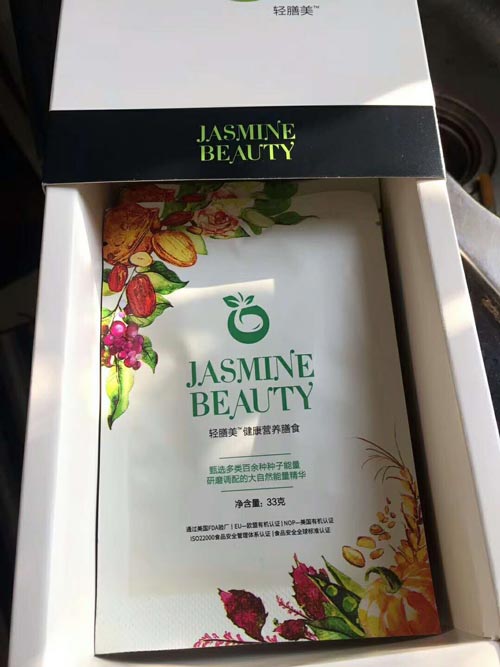 轻膳美™
JASMINE
BEAUTY
JASMINE
BEAUTY
轻膳美™健康营养膳食
甄选多类百余种种子能量
研磨调配的大自然能量精华
净含量：33克
通过美国FDA验厂｜EU—欧盟有机认证｜NOP—美国有机认证
ISO22000食品安全管理体系认证｜食品安全全球标准认证